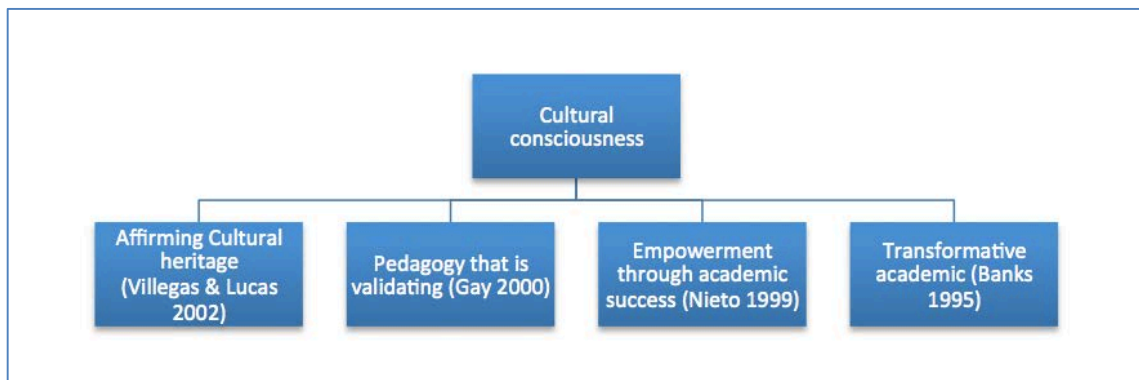 Cultural
consciousness
Affirming Cultural
heritage
(Villegas & Lucas
2002)
Pedagogy that is
validating (Gay 2000)
Empowerment
through academic
success (Nieto 1999)
Transformative
academic (Banks
1995)